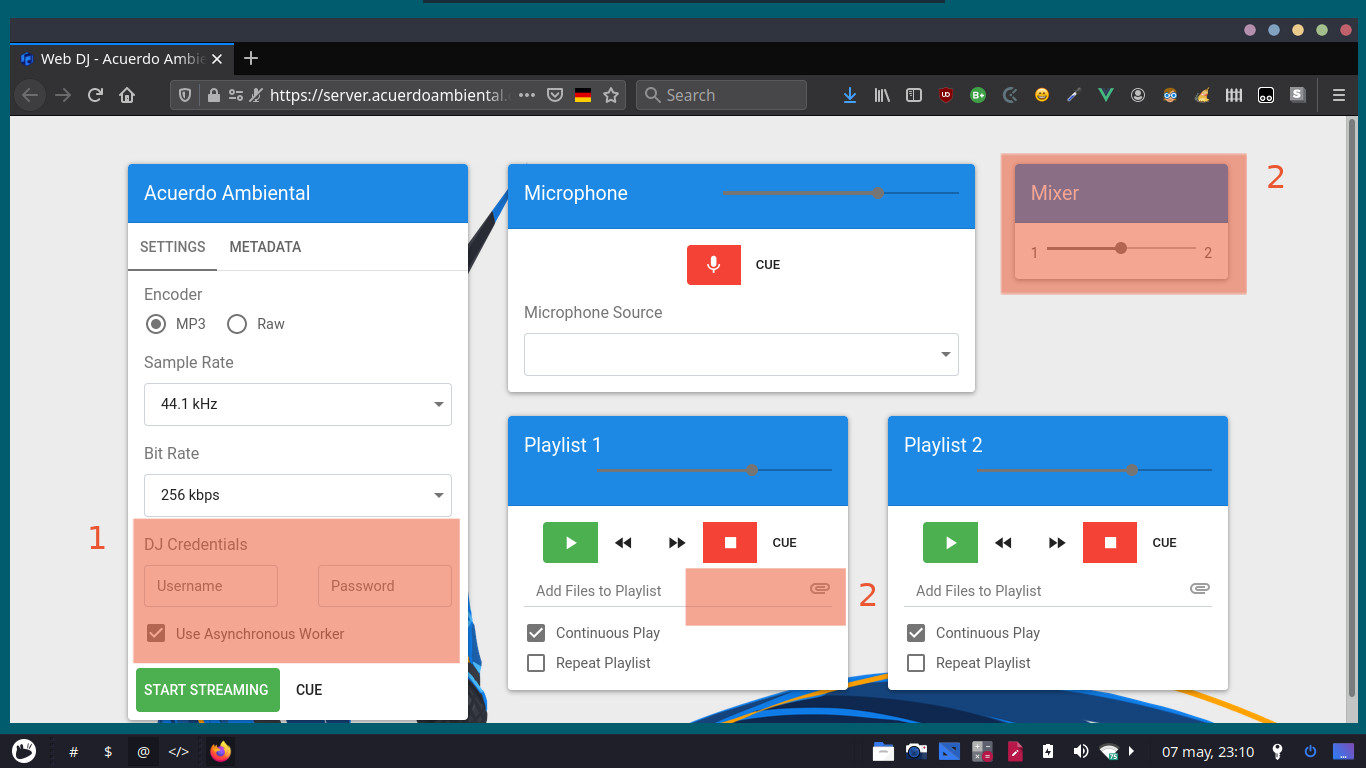 Web DJ - Acuerdo Ambie
https://server.acuerdoambiental.
Search
Acuerdo Ambiental
SETTINGS METADATA
Encoder
MP3 Raw
Sample Rate
44.1 kHz
Bit Rate
256 kbps
1
DJ Credentials
Username Password
Use Asynchronous Worker
START STREAMING CUE
Microphone
CUE
Microphone Source
Mixer
1 2
2
Playlist 1
CUE
Add Files to Playlist
2
Continuous Play
Repeat Playlist
Playlist 2
CUE
Add Files to Playlist
Continuous Play
Repeat Playlist
# $ @ </>
07 may, 23:10